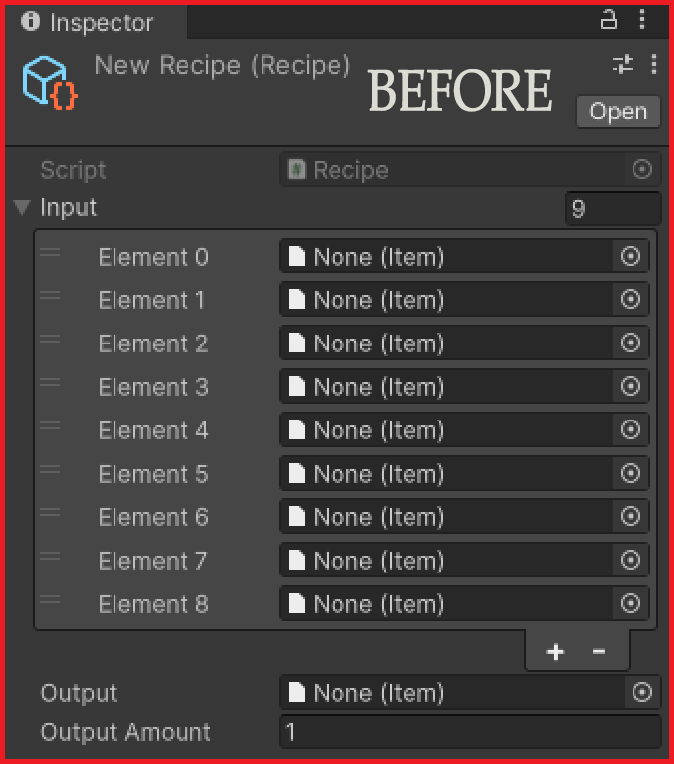 Inspector
New Recipe (Recipe)
BEFORE
Open
Script Recipe
Input 9
Element 0 None (Item)
Element 1 None (Item)
Element 2 None (Item)
Element 3 None (Item)
Element 4 None (Item)
Element 5 None (Item)
Element 6 None (Item)
Element 7 None (Item)
Element 8 None (Item)
+ -
Output None (Item)
Output Amount 1